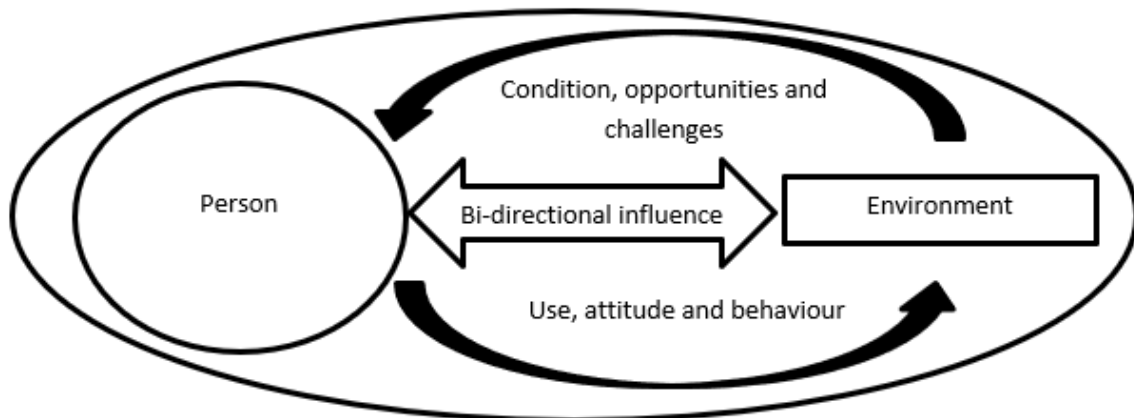 Condition, opportunities and
challenges
Person
Bi-directional influence
Environment
Use, attitude and behaviour